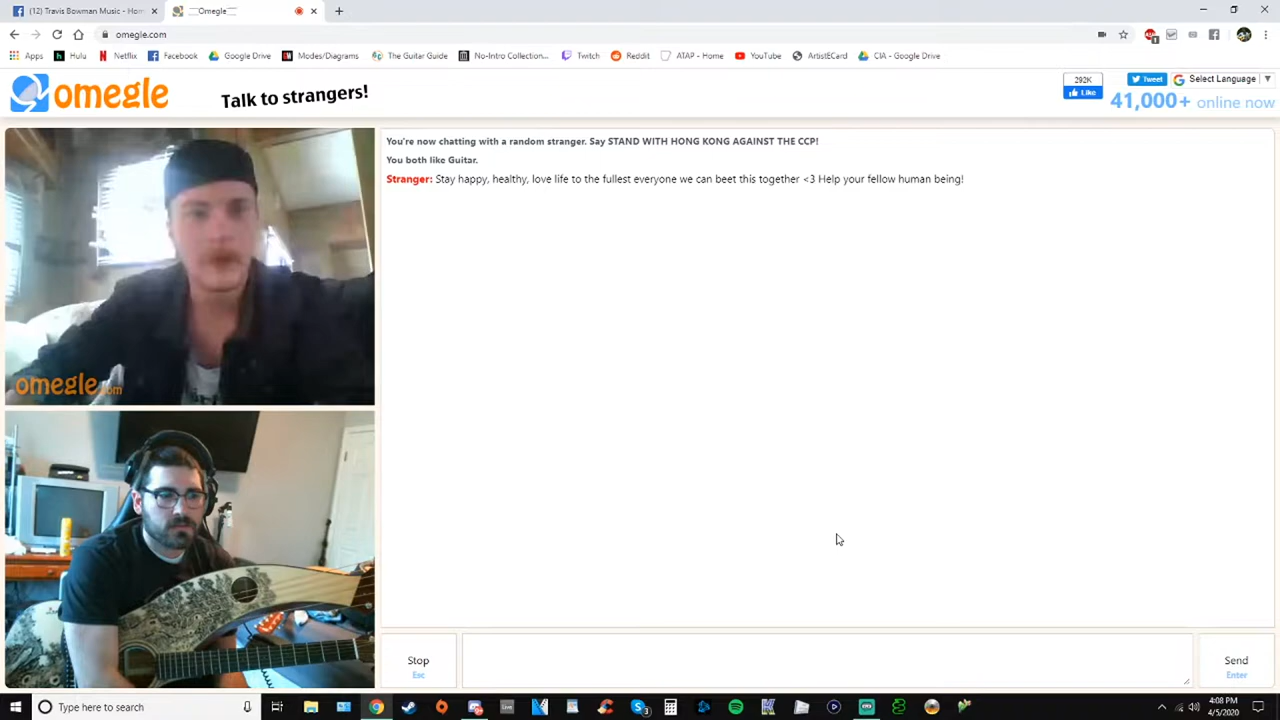 (12) Travis Bowman Music - Hom
Omegle
omegle.com
Apps
Hulu
Netflix
Facebook
Google Drive
Modes/Diagrams
The Guitar Guide
No-Intro Collection...
Twitch
Reddit
ATAP - Home
YouTube
ArtistECard
CIA - Google Drive
omegle
Talk to strangers!
292K
Like
Tweet
Select Language
41,000+ online now
You're now chatting with a random stranger. Say STAND WITH HONG KONG AGAINST THE CCP!
You both like Guitar.
Stranger: Stay happy, healthy, love life to the fullest everyone we can beet this together <3 Help your fellow human being!
omegle.com
Stop
Esc
Send
Enter
Type here to search
4:08 PM
4/5/2020